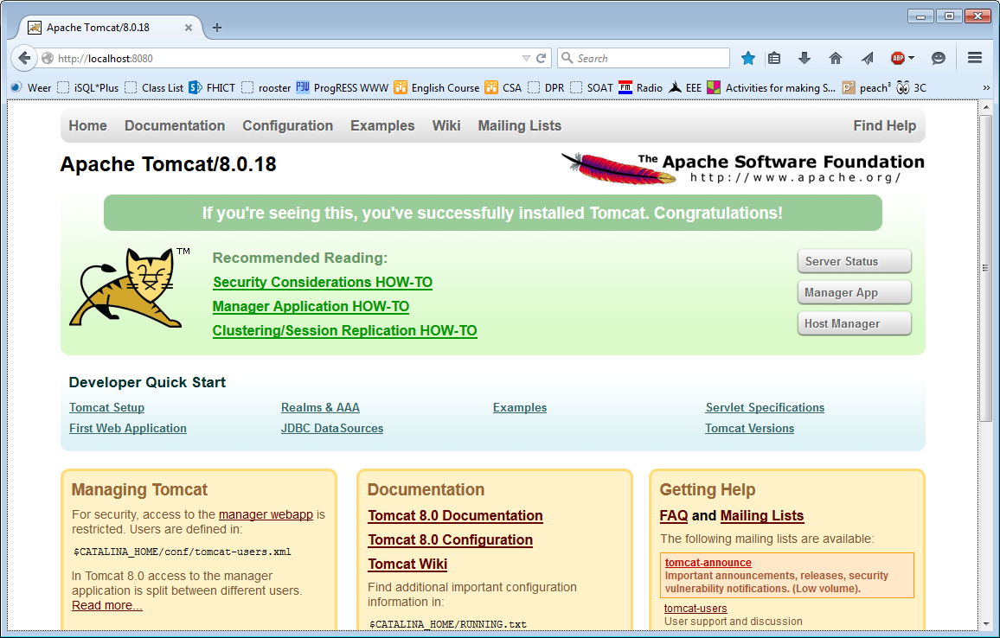 Apache Tomcat/8.0.18
http://localhost:8080
Search
ABP
Weer iSQL*Plus Class List FHICT rooster P3U ProgRESS WWW English Course CSA DPR SOAT FM Radio EEE Activities for making S... peach³ 3C
Home Documentation Configuration Examples Wiki Mailing Lists Find Help
Apache Tomcat/8.0.18
The Apache Software Foundation
http://www.apache.org/
If you're seeing this, you've successfully installed Tomcat. Congratulations!
TM
Recommended Reading:
Security Considerations HOW-TO
Manager Application HOW-TO
Clustering/Session Replication HOW-TO
Server Status
Manager App
Host Manager
Developer Quick Start
Tomcat Setup
First Web Application
Realms & AAA
JDBC DataSources
Examples
Servlet Specifications
Tomcat Versions
Managing Tomcat
For security, access to the manager webapp is
restricted. Users are defined in:
$CATALINA_HOME/conf/tomcat-users.xml
In Tomcat 8.0 access to the manager
application is split between different users.
Read more...
Documentation
Tomcat 8.0 Documentation
Tomcat 8.0 Configuration
Tomcat Wiki
Find additional important configuration
information in:
$CATALINA_HOME/RUNNING.txt
Getting Help
FAQ and Mailing Lists
The following mailing lists are available:
tomcat-announce
Important announcements, releases, security
vulnerability notifications. (Low volume).
tomcat-users
User support and discussion